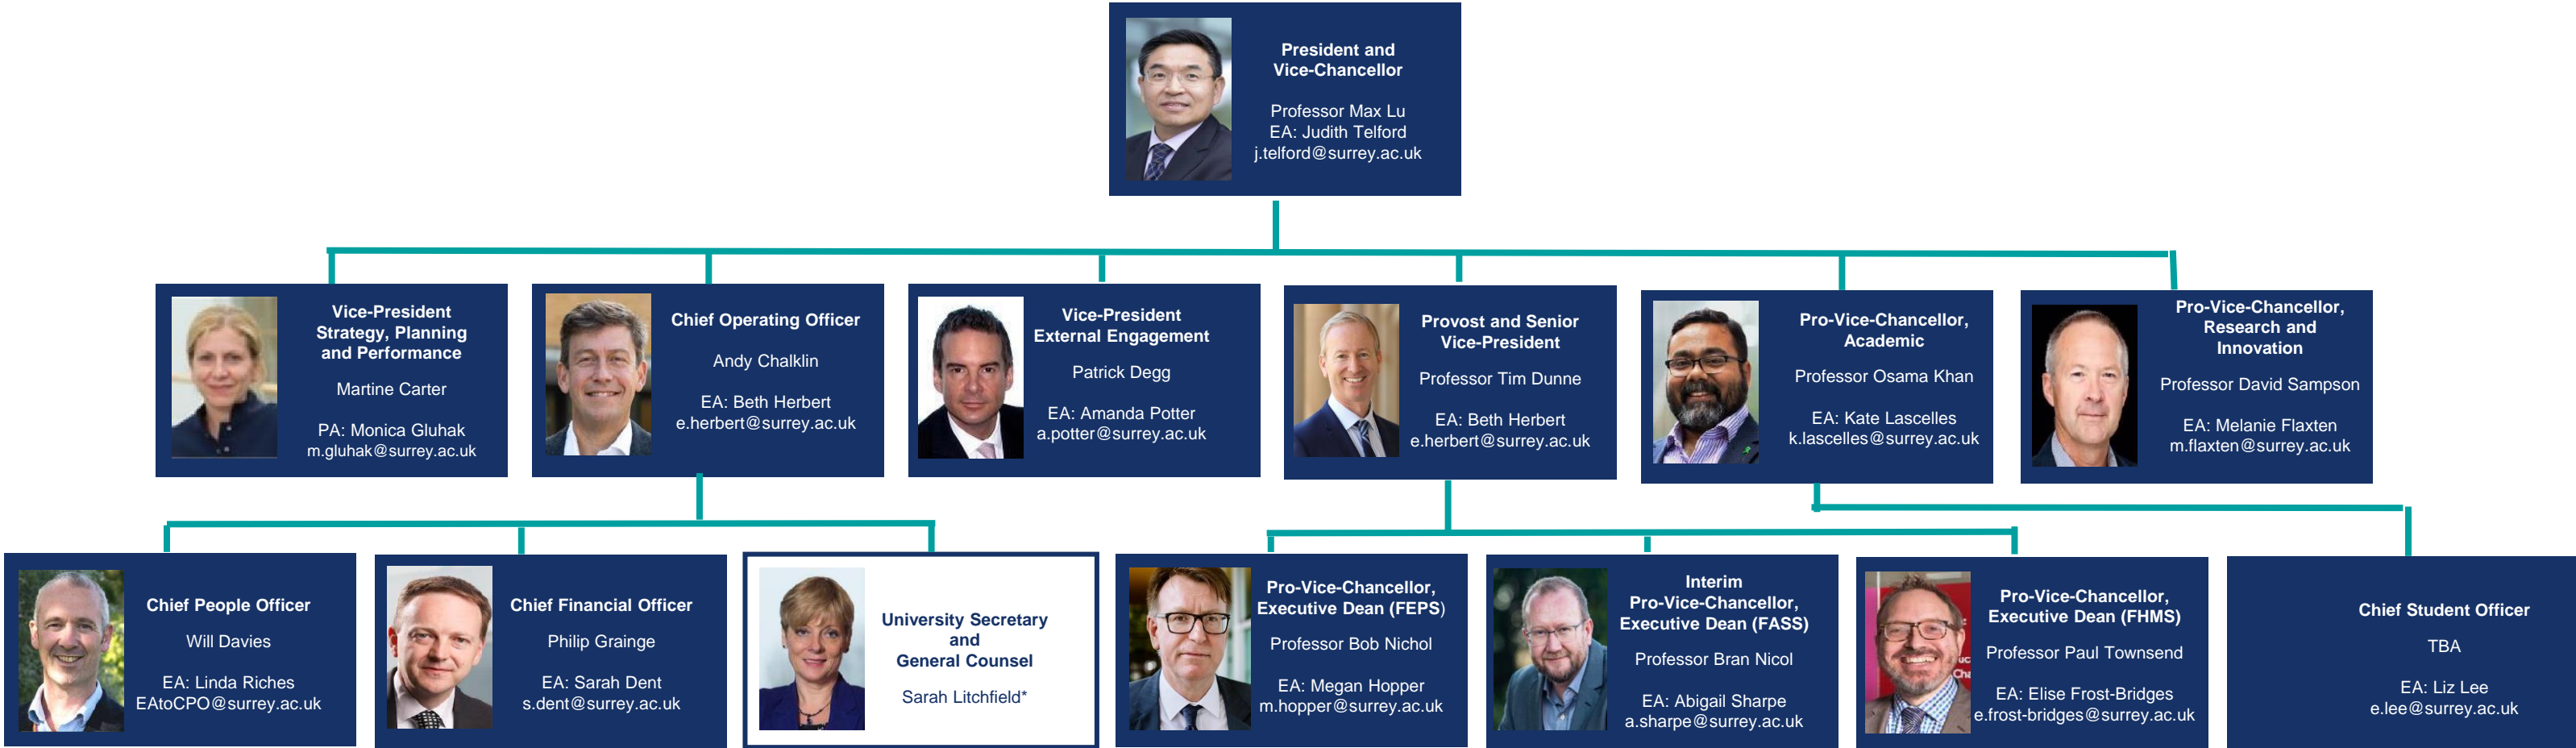 President and
Vice-Chancellor
Professor Max Lu
EA: Judith Telford
j.telford@surrey.ac.uk
Vice-President
Strategy, Planning
and Performance
Martine Carter
PA: Monica Gluhak
m.gluhak@surrey.ac.uk
Chief Operating Officer
Andy Chalklin
EA: Beth Herbert
e.herbert@surrey.ac.uk
Vice-President
External Engagement
Patrick Degg
EA: Amanda Potter
a.potter@surrey.ac.uk
Provost and Senior
Vice-President
Professor Tim Dunne
EA: Beth Herbert
e.herbert@surrey.ac.uk
Pro-Vice-Chancellor,
Academic
Professor Osama Khan
EA: Kate Lascelles
k.lascelles@surrey.ac.uk
Pro-Vice-Chancellor,
Research and
Innovation
Professor David Sampson
EA: Melanie Flaxten
m.flaxten@surrey.ac.uk
Chief People Officer
Will Davies
EA: Linda Riches
EAtoCPO@surrey.ac.uk
Chief Financial Officer
Philip Grainge
EA: Sarah Dent
s.dent@surrey.ac.uk
University Secretary
and
General Counsel
Sarah Litchfield*
Pro-Vice-Chancellor,
Executive Dean (FEPS)
Professor Bob Nichol
EA: Megan Hopper
m.hopper@surrey.ac.uk
Interim
Pro-Vice-Chancellor,
Executive Dean (FASS)
Professor Bran Nicol
EA: Abigail Sharpe
a.sharpe@surrey.ac.uk
Pro-Vice-Chancellor,
Executive Dean (FHMS)
Professor Paul Townsend
EA: Elise Frost-Bridges
e.frost-bridges@surrey.ac.uk
Chief Student Officer
TBA
EA: Liz Lee
e.lee@surrey.ac.uk